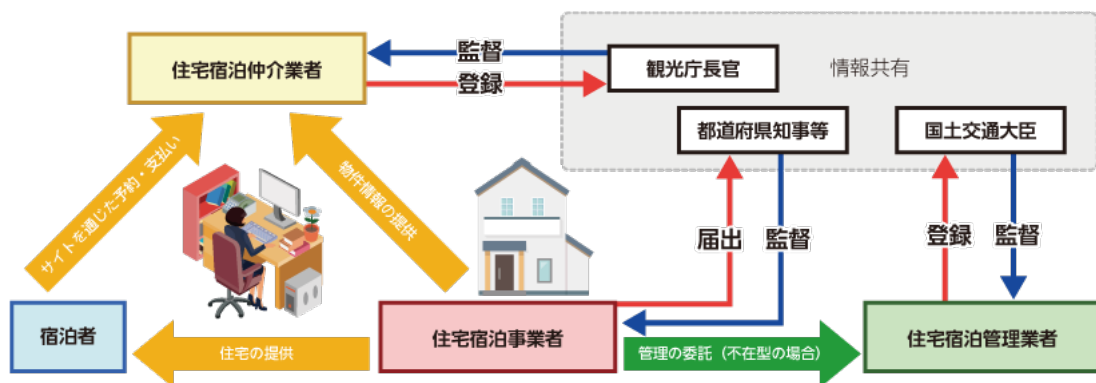 住宅宿泊仲介業者
監督
登録
観光庁長官
情報共有
都道府県知事等
国土交通大臣
サイトを通じた予約・支払い
物件情報の提供
届出
監督
登録
監督
宿泊者
住宅の提供
住宅宿泊事業者
管理の委託（不在型の場合）
住宅宿泊管理業者